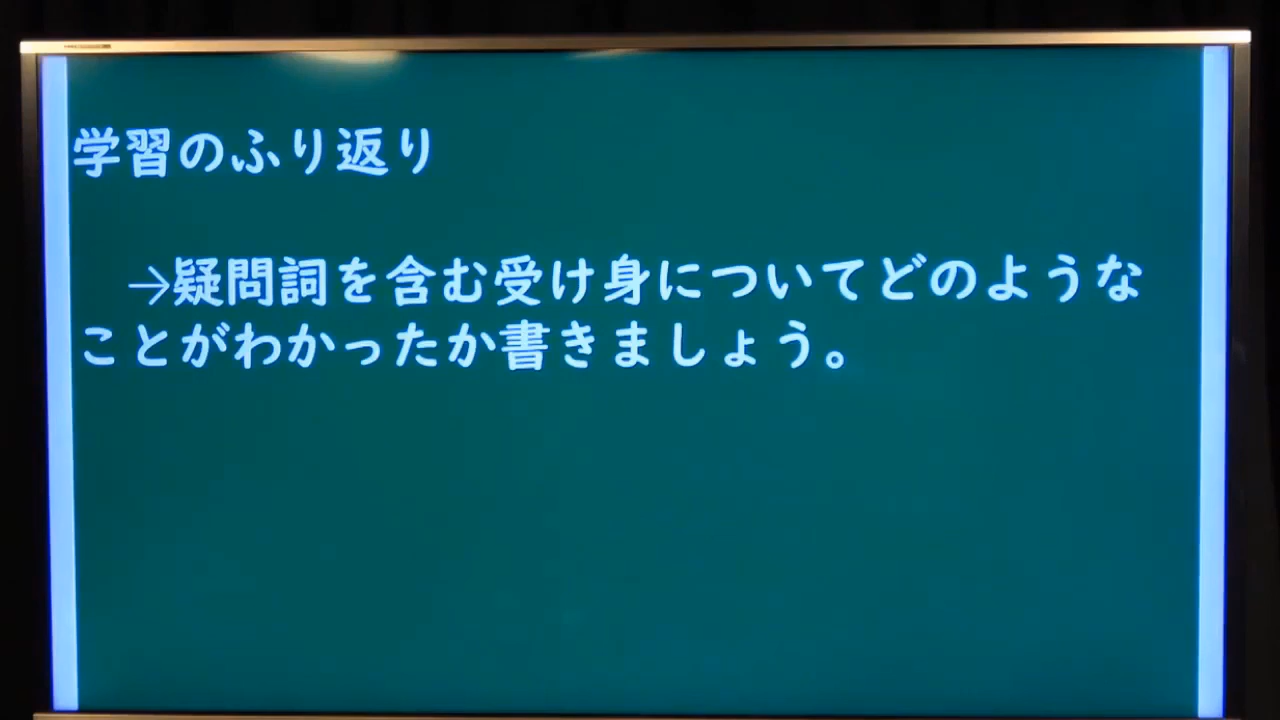 学習のふり返り
→疑問詞を含む受け身についてどのような
ことがわかったか書きましょう。